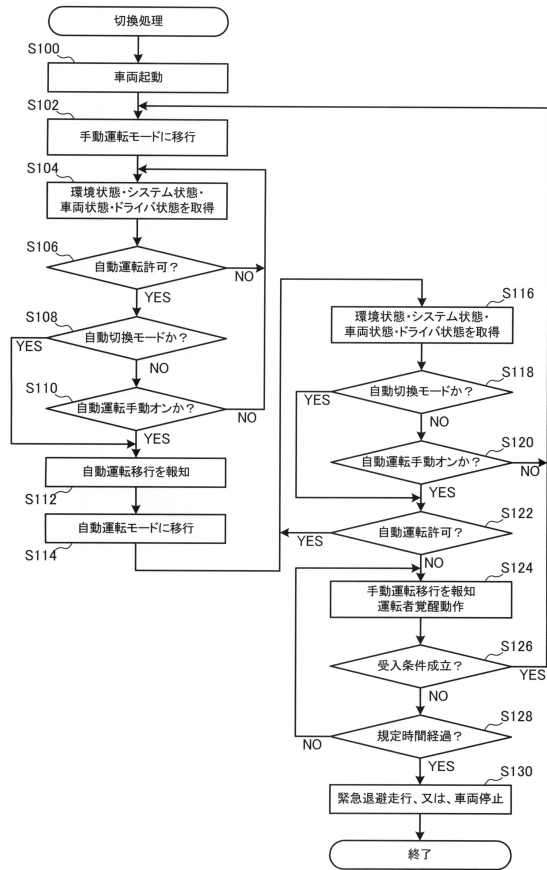 切換処理
S100
車両起動
S102
手動運転モードに移行
S104
環境状態・システム状態・
車両状態・ドライバ状態を取得
S106
自動運転許可?
NO
YES
S108
YES
自動切換モードか?
NO
S110
自動運転手動オンか?
NO
YES
自動運転移行を報知
S112
自動運転モードに移行
S114
S116
環境状態・システム状態・
車両状態・ドライバ状態を取得
S118
自動切換モードか?
YES
NO
S120
自動運転手動オンか?
NO
YES
S122
自動運転許可?
YES
NO
S124
手動運転移行を報知
運転者覚醒動作
S126
受入条件成立?
YES
NO
S128
規定時間経過?
NO
YES
S130
緊急退避走行、又は、車両停止
終了